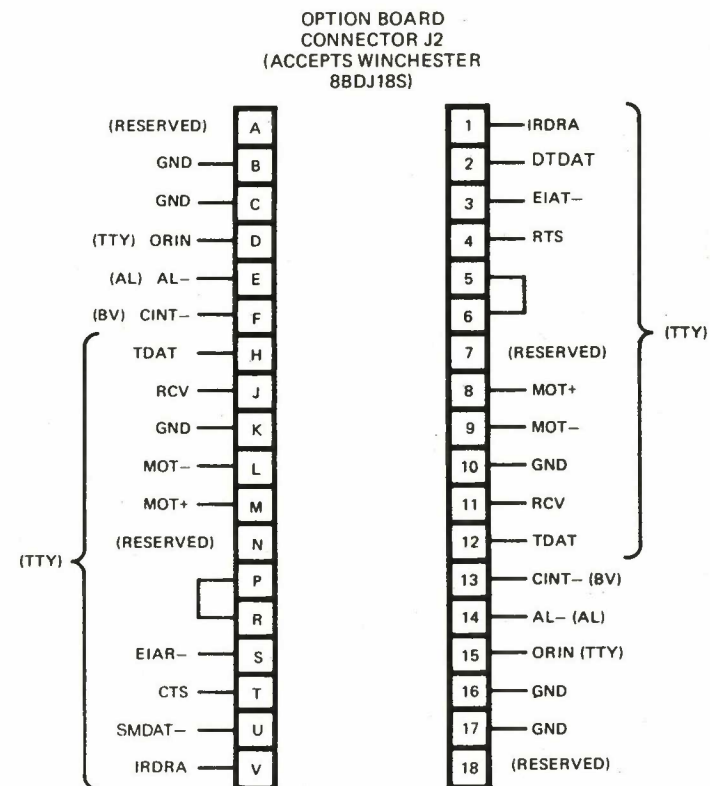 OPTION BOARD
CONNECTOR J2
(ACCEPTS WINCHESTER
8BDJ18S)
(RESERVED) A
GND B
GND C
(TTY) ORIN D
(AL) AL– E
(BV) CINT– F
TDAT H
RCV J
GND K
MOT– L
MOT+ M
(RESERVED) N
P
R
EIAR– S
CTS T
SMDAT– U
IRDRA V
(TTY)
1 IRDRA
2 DTDAT
3 EIAT–
4 RTS
5
6
7 (RESERVED)
8 MOT+
9 MOT–
10 GND
11 RCV
12 TDAT
13 CINT– (BV)
14 AL– (AL)
15 ORIN (TTY)
16 GND
17 GND
18 (RESERVED)
(TTY)